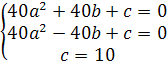 40a² + 40b + c = 0
40a² − 40b + c = 0
c = 10